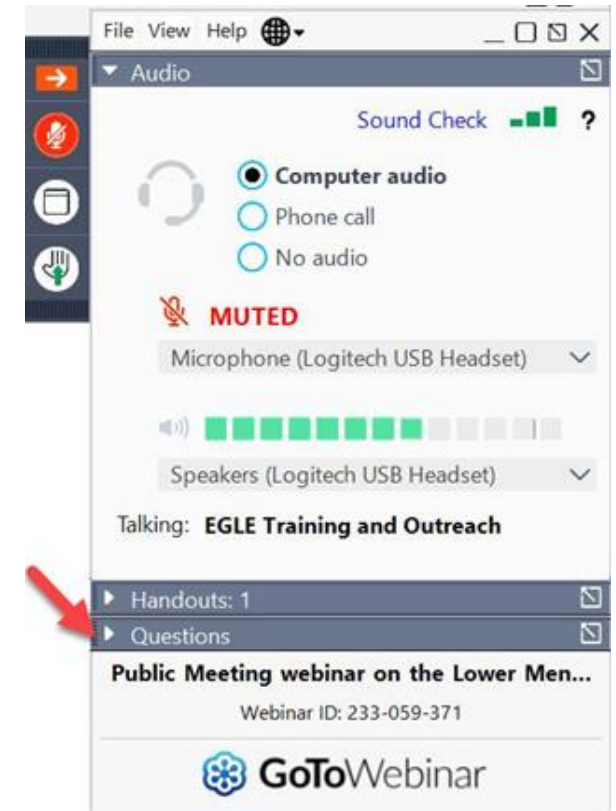 File View Help
Audio
Sound Check ?
Computer audio
Phone call
No audio
MUTED
Microphone (Logitech USB Headset)
Speakers (Logitech USB Headset)
Talking: EGLE Training and Outreach
Handouts: 1
Questions
Public Meeting webinar on the Lower Men...
Webinar ID: 233-059-371
GoToWebinar